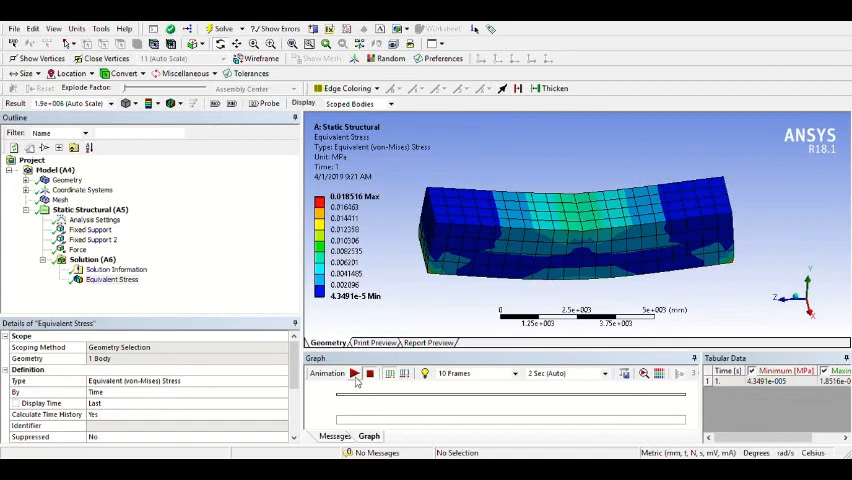 File Edit View Units Tools Help Solve Show Errors A Worksheet
Show Vertices Close Vertices 11 (Auto Scale) Wireframe Show Mesh Random Preferences
Size Location Convert Miscellaneous Tolerances
Reset Explode Factor: Assembly Center Edge Coloring Thicken
Result 1.9e+006 (Auto Scale) Probe Display Scoped Bodies
Outline
Filter: Name
Project
Model (A4)
Geometry
Coordinate Systems
Mesh
Static Structural (A5)
Analysis Settings
Fixed Support
Fixed Support 2
Force
Solution (A6)
Solution Information
Equivalent Stress
A: Static Structural
Equivalent Stress
Type: Equivalent (von-Mises) Stress
Unit: MPa
Time: 1
4/1/2019 9:21 AM
ANSYS
R18.1
0.018516 Max
0.016463
0.014411
0.012358
0.010306
0.0082535
0.006201
0.0041485
0.002096
4.3491e-5 Min
Y
Z
X
0 2.5e+003 5e+003 (mm)
1.25e+003 3.75e+003
Geometry Print Preview Report Preview
Details of "Equivalent Stress"
Scope
Scoping Method Geometry Selection
Geometry 1 Body
Definition
Type Equivalent (von-Mises) Stress
By Time
Display Time Last
Calculate Time History Yes
Identifier
Suppressed No
Graph
Animation 10 Frames 2 Sec (Auto)
Messages Graph
Tabular Data
Minimum [MPa]
1 1. 4.3491e-005 1.8516e-0
No Messages No Selection Metric (mm, t, N, s, mV, mA) Degrees rad/s Celsius